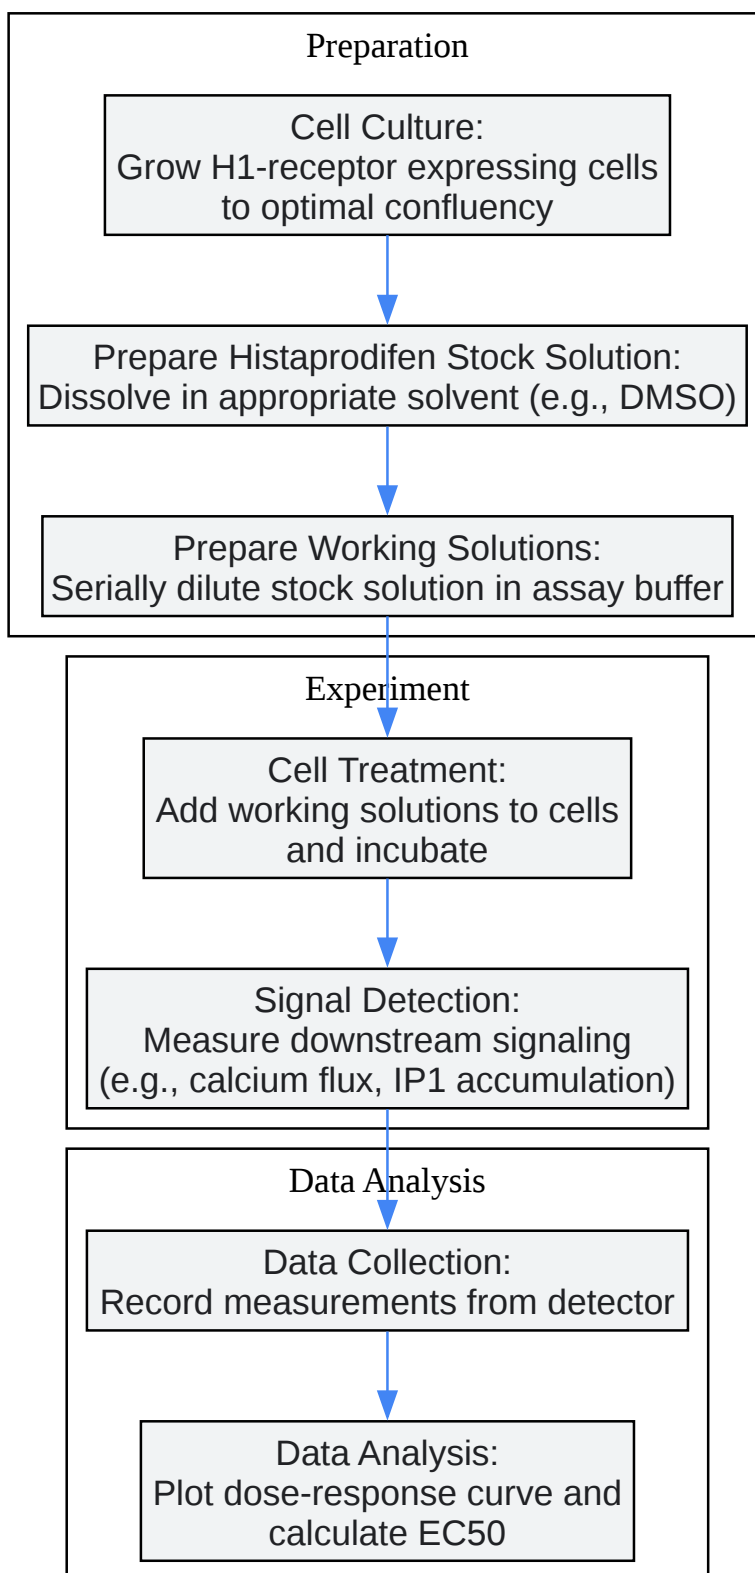 Preparation
Cell Culture:
Grow H1-receptor expressing cells
to optimal confluency
Prepare Histaprodifen Stock Solution:
Dissolve in appropriate solvent (e.g., DMSO)
Prepare Working Solutions:
Serially dilute stock solution in assay buffer
Experiment
Cell Treatment:
Add working solutions to cells
and incubate
Signal Detection:
Measure downstream signaling
(e.g., calcium flux, IP1 accumulation)
Data Analysis
Data Collection:
Record measurements from detector
Data Analysis:
Plot dose-response curve and
calculate EC50